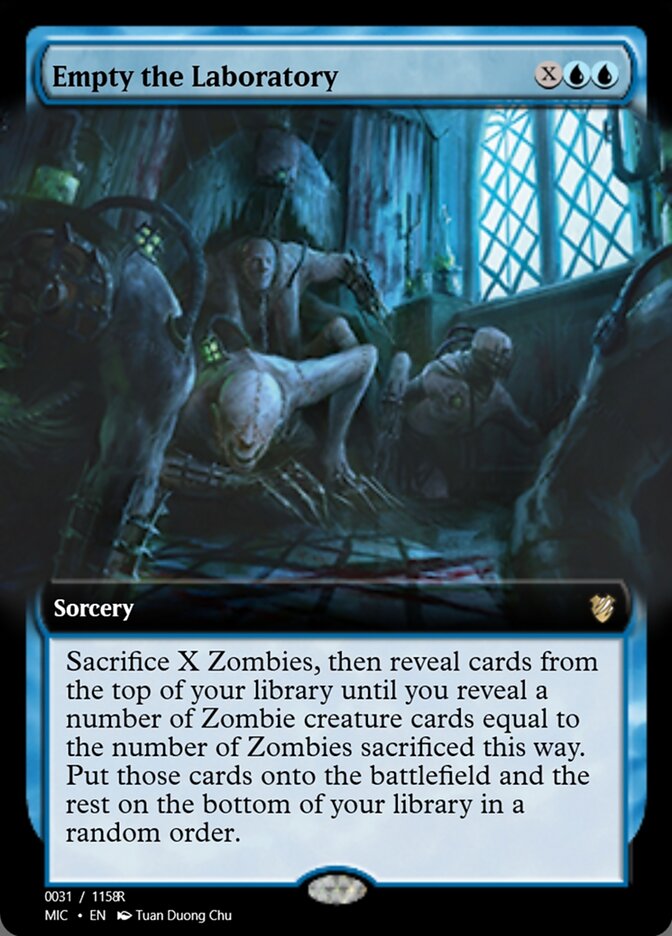 Empty the Laboratory X
Sorcery
Sacrifice X Zombies, then reveal cards from
the top of your library until you reveal a
number of Zombie creature cards equal to
the number of Zombies sacrificed this way.
Put those cards onto the battlefield and the
rest on the bottom of your library in a
random order.
0031 / 1158R
MIC • EN Tuan Duong Chu